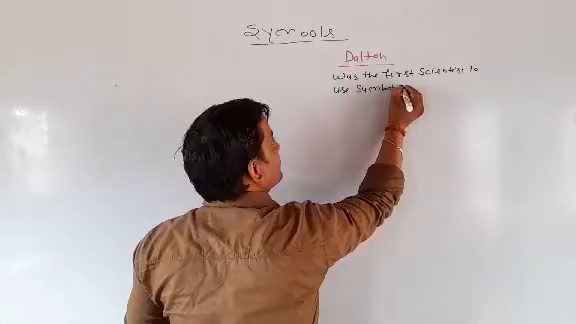 Symbols
Dalton
Was the first Scientist to
use Symbol